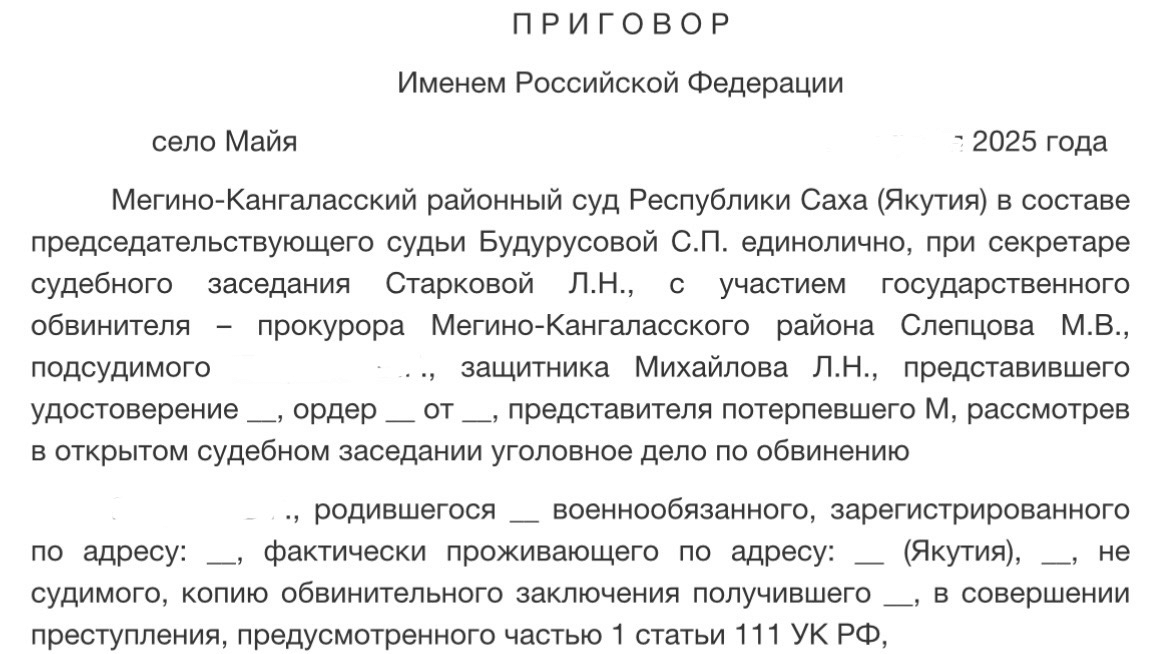 П Р И Г О В О Р
Именем Российской Федерации
село Майя 2025 года
Мегино-Кангаласский районный суд Республики Саха (Якутия) в составе
председательствующего судьи Будурусовой С.П. единолично, при секретаре
судебного заседания Старковой Л.Н., с участием государственного
обвинителя – прокурора Мегино-Кангаласского района Слепцова М.В.,
подсудимого ., защитника Михайлова Л.Н., представившего
удостоверение __, ордер __ от __, представителя потерпевшего М, рассмотрев
в открытом судебном заседании уголовное дело по обвинению
., родившегося __ военнообязанного, зарегистрированного
по адресу: __, фактически проживающего по адресу: __ (Якутия), __, не
судимого, копию обвинительного заключения получившего __, в совершении
преступления, предусмотренного частью 1 статьи 111 УК РФ,